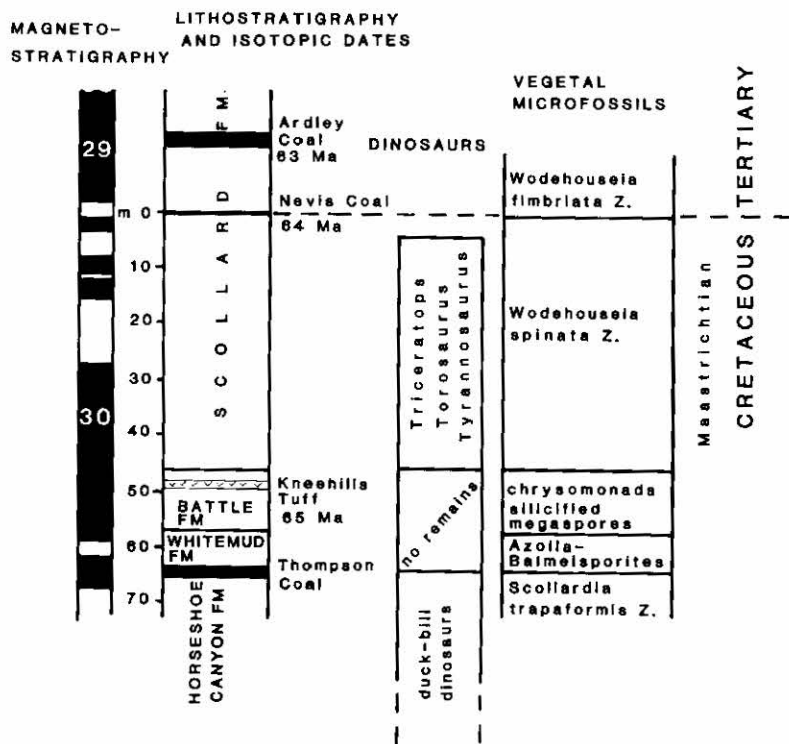 MAGNETO-
STRATIGRAPHY
LITHOSTRATIGRAPHY
AND ISOTOPIC DATES
DINOSAURS
VEGETAL
MICROFOSSILS
29
30
m 0
10
20
30
40
50
60
70
SCOLLARD FM.
BATTLE
FM
WHITEMUD
FM
HORSESHOE
CANYON FM
Ardley
Coal
63 Ma
Nevis Coal
64 Ma
Kneehills
Tuff
65 Ma
Thompson
Coal
Triceratops
Torosaurus
Tyrannosaurus
no remains
duck-bill
dinosaurs
Wodehouseia
fimbriata Z.
Wodehouseia
spinata Z.
chrysomonads
silicified
megaspores
Azolla-
Balmeisporites
Scollardia
trapaformis Z.
Maastrichtian
CRETACEOUS
TERTIARY